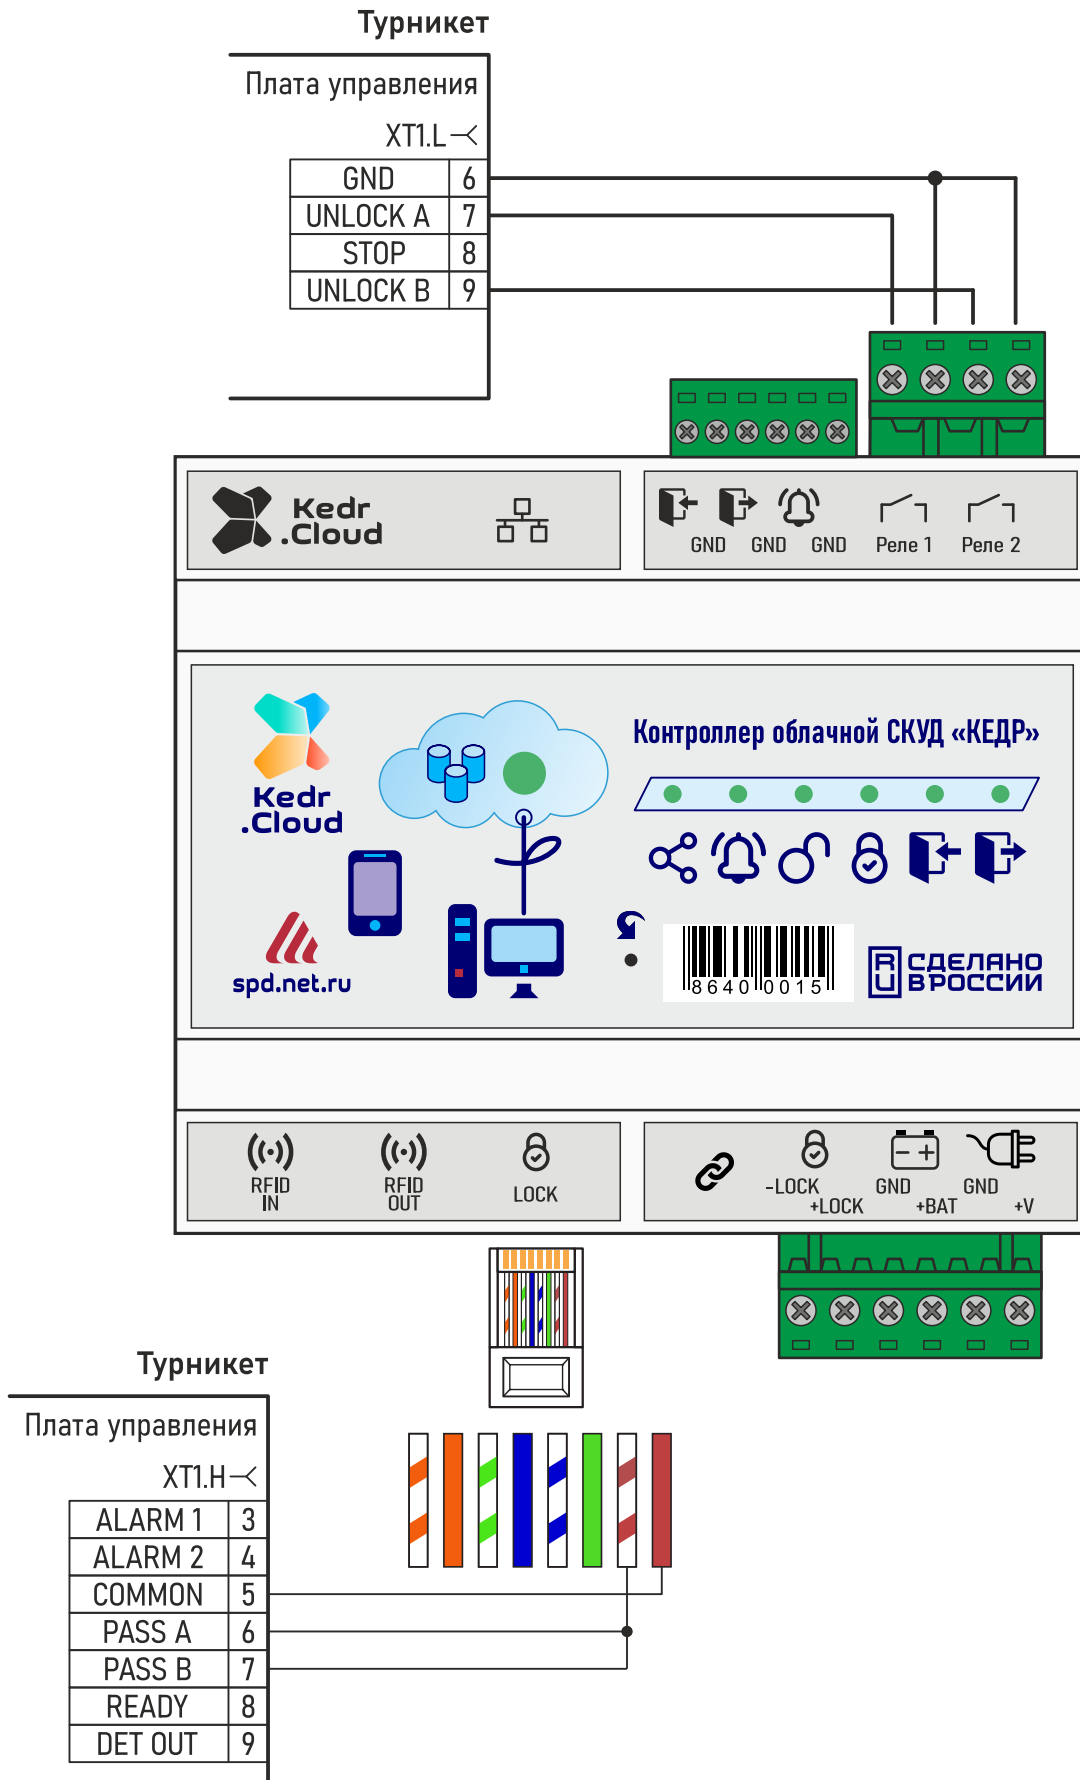 Турникет
Плата управления
XT1.L
GND 6
UNLOCK A 7
STOP 8
UNLOCK B 9
Kedr
.Cloud
GND GND GND Реле 1 Реле 2
Контроллер облачной СКУД «КЕДР»
Kedr
.Cloud
spd.net.ru
8640 0015
RU СДЕЛАНО
В РОССИИ
RFID
IN
RFID
OUT
LOCK
-LOCK GND GND
+LOCK +BAT +V
Турникет
Плата управления
XT1.H
ALARM 1 3
ALARM 2 4
COMMON 5
PASS A 6
PASS B 7
READY 8
DET OUT 9